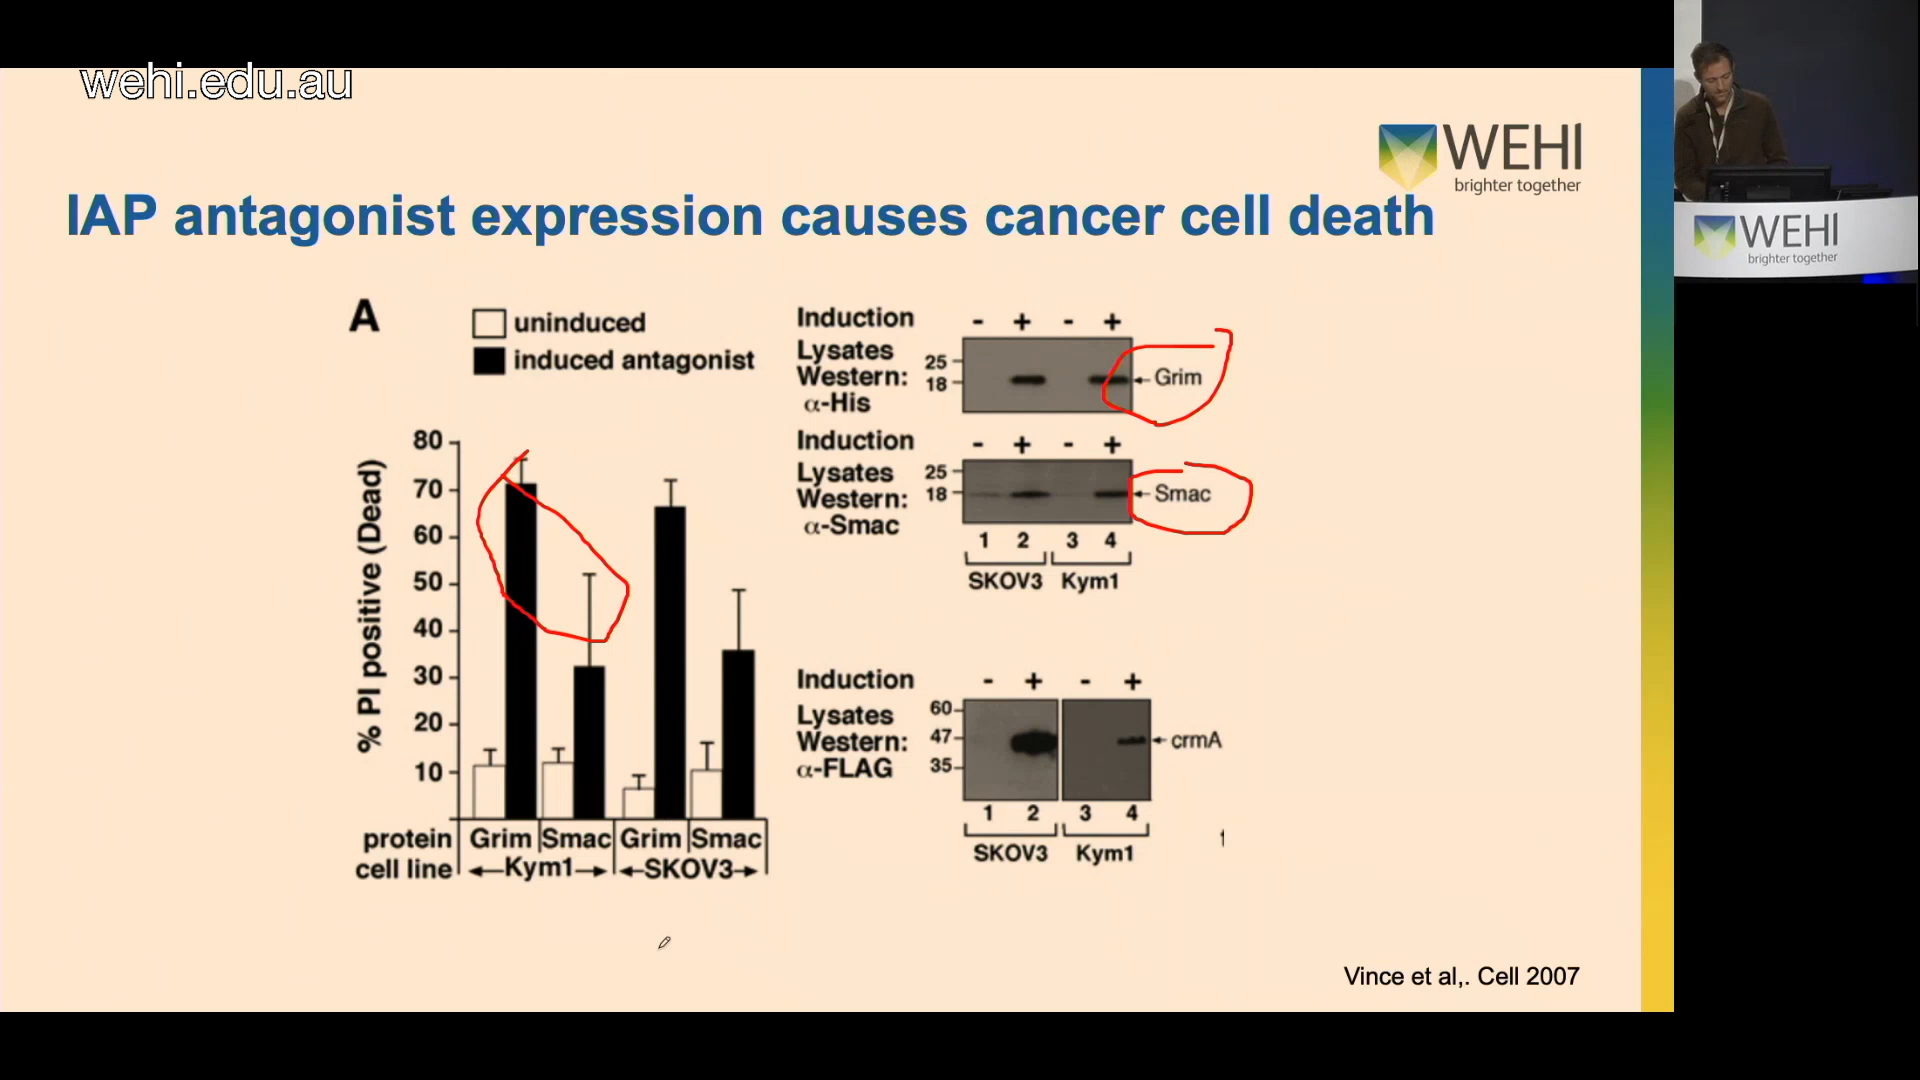 wehi.edu.au
WEHI
brighter together
IAP antagonist expression causes cancer cell death
A
uninduced
induced antagonist
80
70
60
50
40
30
20
10
% PI positive (Dead)
protein Grim Smac Grim Smac
cell line Kym1 SKOV3
Induction - + - +
Lysates
Western:
α-His
25
18
Grim
Induction - + - +
Lysates
Western:
α-Smac
25
18
Smac
1 2 3 4
SKOV3 Kym1
Induction - + - +
Lysates
Western:
α-FLAG
60
47
35
crmA
1 2 3 4
SKOV3 Kym1
Vince et al,. Cell 2007
WEHI
brighter together